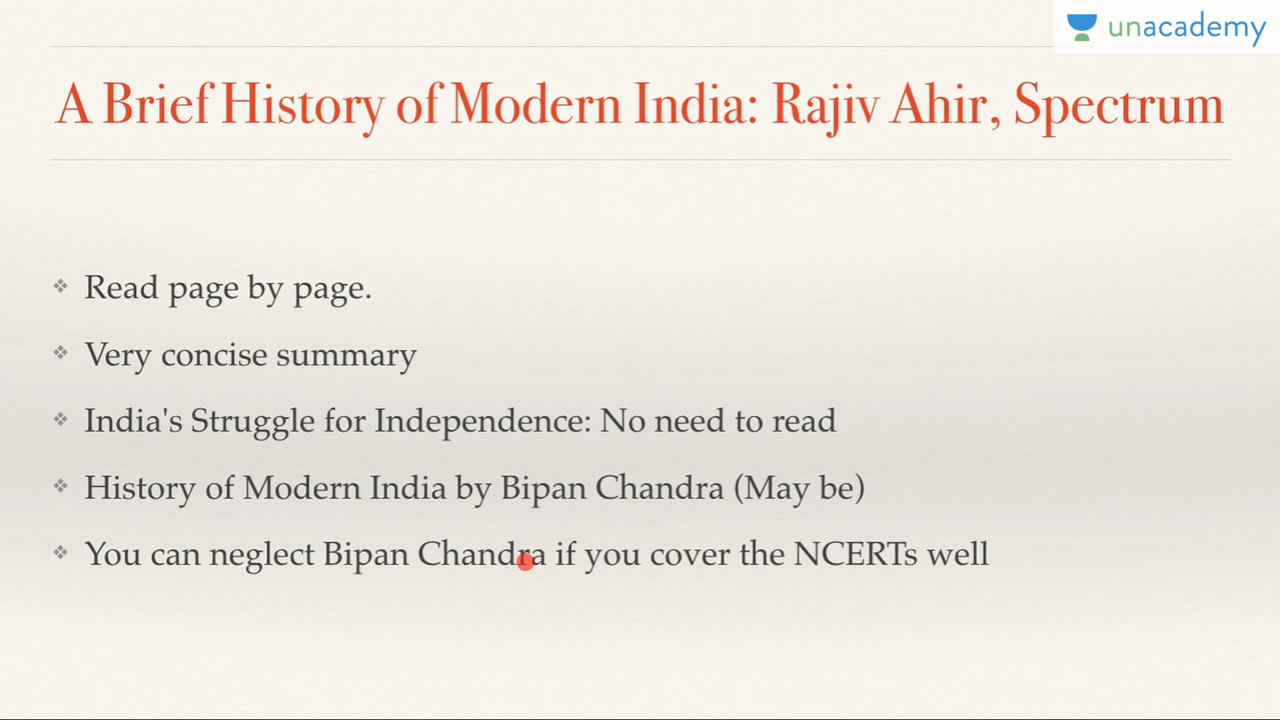 unacademy
A Brief History of Modern India: Rajiv Ahir, Spectrum
Read page by page.
Very concise summary
India's Struggle for Independence: No need to read
History of Modern India by Bipan Chandra (May be)
You can neglect Bipan Chandra if you cover the NCERTs well